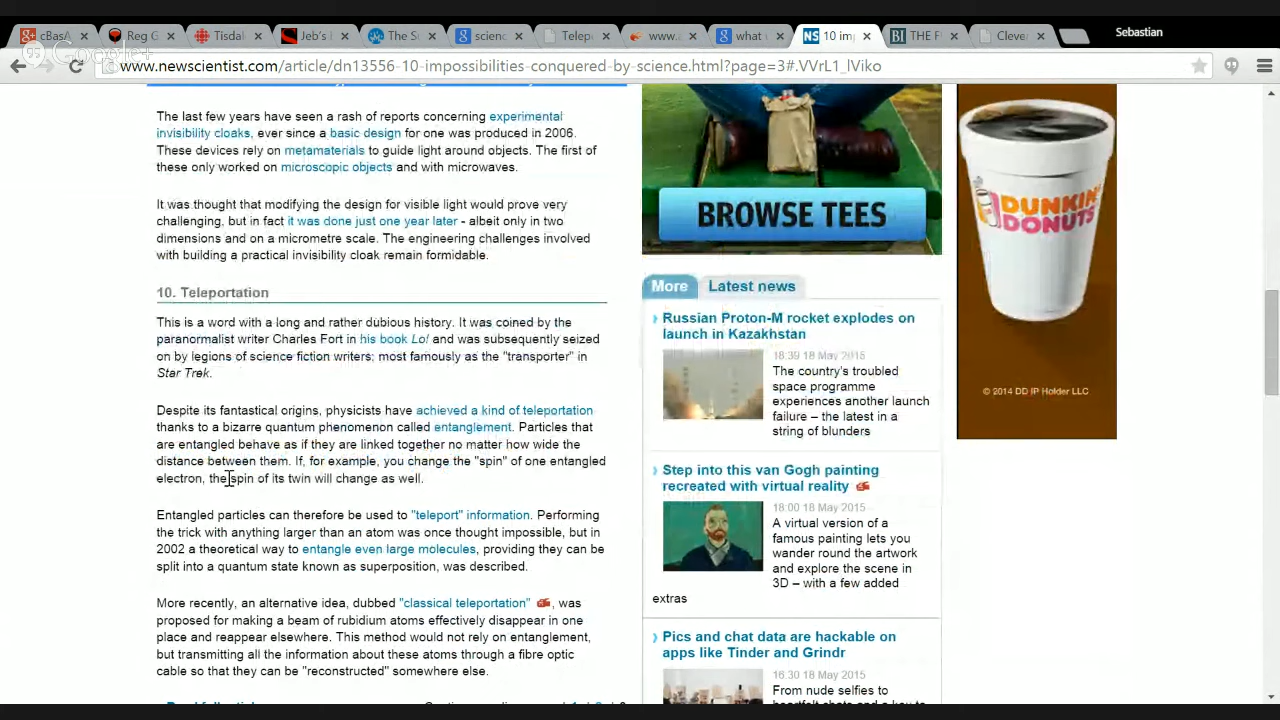 cBasA
Reg G
Tisdal
Jeb's l
The Su
scienc
Telep
www.a
what w
NS 10 imp
BI THE FU
Clever
Sebastian
Google+
www.newscientist.com/article/dn13556-10-impossibilities-conquered-by-science.html?page=3#.VVrL1_lViko
The last few years have seen a rash of reports concerning experimental
invisibility cloaks, ever since a basic design for one was produced in 2006.
These devices rely on metamaterials to guide light around objects. The first of
these only worked on microscopic objects and with microwaves.
It was thought that modifying the design for visible light would prove very
challenging, but in fact it was done just one year later - albeit only in two
dimensions and on a micrometre scale. The engineering challenges involved
with building a practical invisibility cloak remain formidable.
10. Teleportation
This is a word with a long and rather dubious history. It was coined by the
paranormalist writer Charles Fort in his book Lo! and was subsequently seized
on by legions of science fiction writers; most famously as the "transporter" in
Star Trek.
Despite its fantastical origins, physicists have achieved a kind of teleportation
thanks to a bizarre quantum phenomenon called entanglement. Particles that
are entangled behave as if they are linked together no matter how wide the
distance between them. If, for example, you change the "spin" of one entangled
electron, the spin of its twin will change as well.
Entangled particles can therefore be used to "teleport" information. Performing
the trick with anything larger than an atom was once thought impossible, but in
2002 a theoretical way to entangle even large molecules, providing they can be
split into a quantum state known as superposition, was described.
More recently, an alternative idea, dubbed "classical teleportation", was
proposed for making a beam of rubidium atoms effectively disappear in one
place and reappear elsewhere. This method would not rely on entanglement,
but transmitting all the information about these atoms through a fibre optic
cable so that they can be "reconstructed" somewhere else.
BROWSE TEES
More Latest news
Russian Proton-M rocket explodes on
launch in Kazakhstan
18:39 18 May 2015
The country's troubled
space programme
experiences another launch
failure – the latest in a
string of blunders
Step into this van Gogh painting
recreated with virtual reality
18:00 18 May 2015
A virtual version of a
famous painting lets you
wander round the artwork
and explore the scene in
3D – with a few added
extras
Pics and chat data are hackable on
apps like Tinder and Grindr
16:30 18 May 2015
From nude selfies to
DUNKIN'
DONUTS
© 2014 DD IP Holder LLC